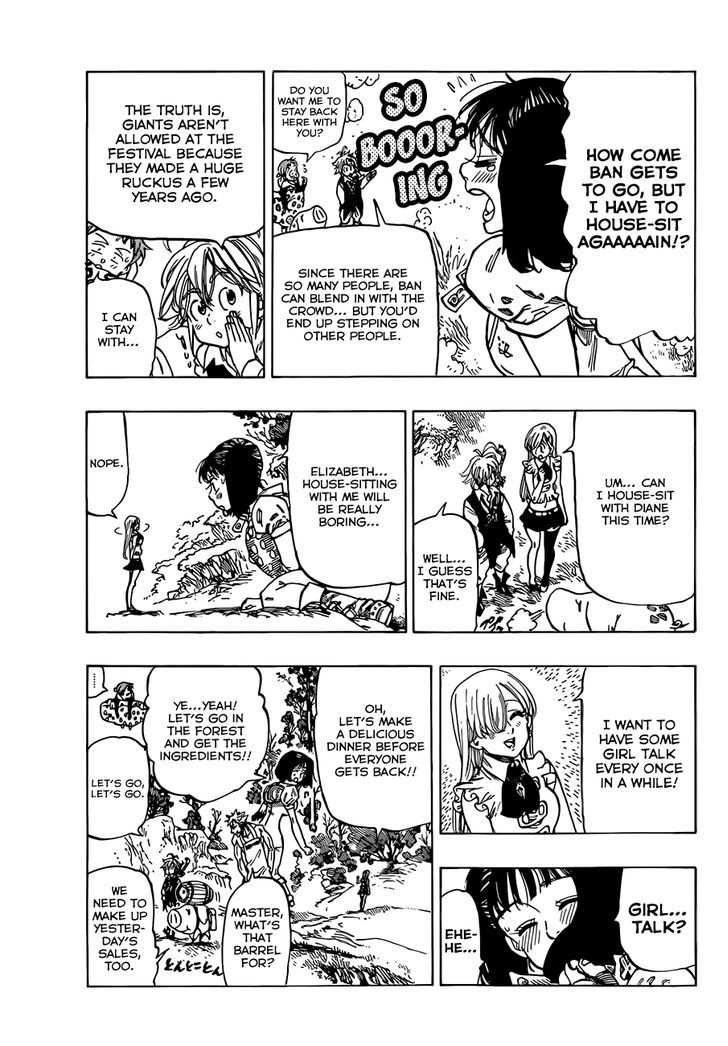 HOW COME
BAN GETS
TO GO, BUT
I HAVE TO
HOUSE-SIT
AGAAAAAIN!?
SO
BOOOR-
ING
DO YOU
WANT ME TO
STAY BACK
HERE WITH
YOU?
SINCE THERE ARE
SO MANY PEOPLE, BAN
CAN BLEND IN WITH THE
CROWD... BUT YOU'D
END UP STEPPING ON
OTHER PEOPLE.
THE TRUTH IS,
GIANTS AREN'T
ALLOWED AT THE
FESTIVAL BECAUSE
THEY MADE A HUGE
RUCKUS A FEW
YEARS AGO.
I CAN
STAY
WITH...
UM... CAN
I HOUSE-SIT
WITH DIANE
THIS TIME?
WELL...
I GUESS
THAT'S
FINE.
ELIZABETH...
HOUSE-SITTING
WITH ME WILL
BE REALLY
BORING...
NOPE.
I WANT TO
HAVE SOME
GIRL TALK
EVERY ONCE
IN A WHILE!
GIRL...
TALK?
EHE-
HE...
OH,
LET'S MAKE
A DELICIOUS
DINNER BEFORE
EVERYONE
GETS BACK!!
YE...YEAH!
LET'S GO IN
THE FOREST
AND GET THE
INGREDIENTS!!
......
LET'S GO,
LET'S GO.
MASTER,
WHAT'S
THAT
BARREL
FOR?
WE
NEED TO
MAKE UP
YESTER-
DAY'S
SALES,
TOO.
とんとことん